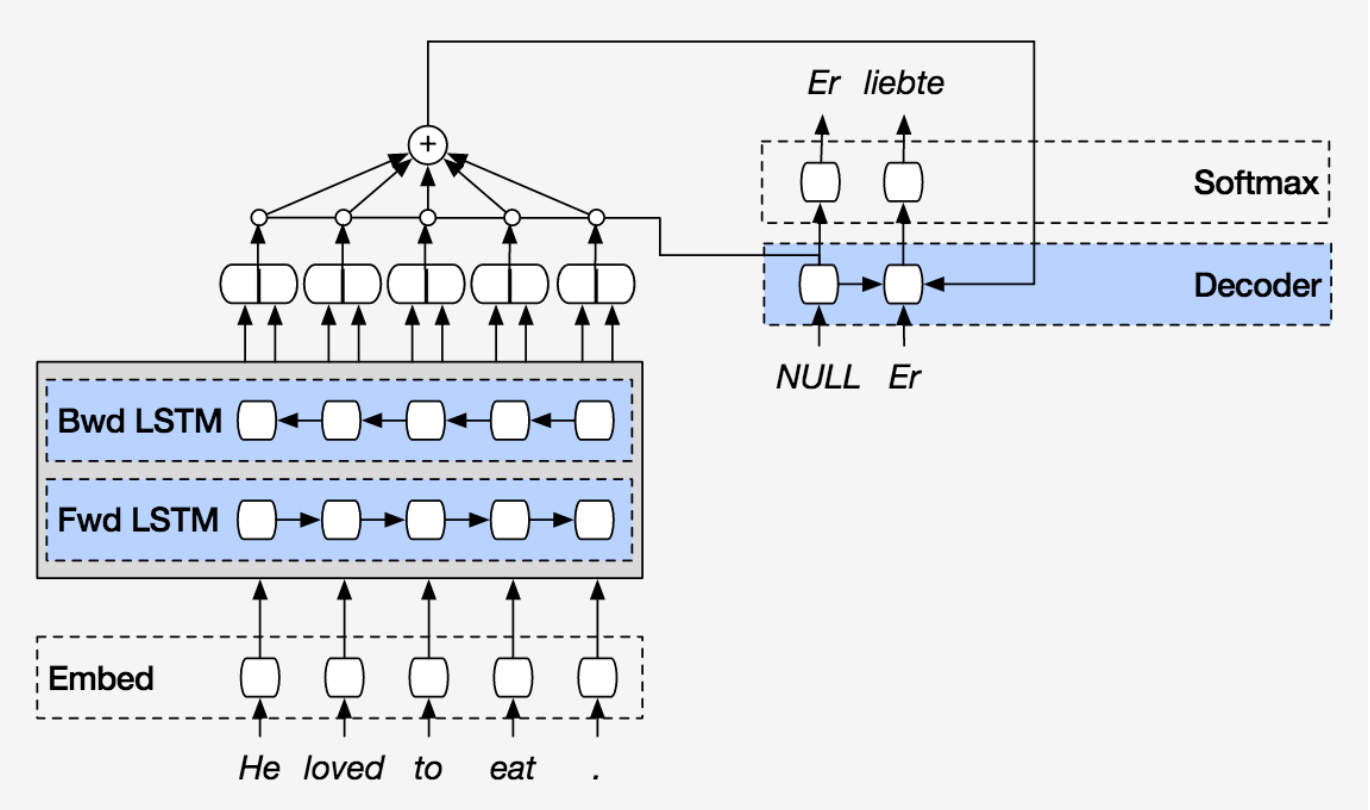 Er liebte
+
Softmax
Decoder
NULL Er
Bwd LSTM
Fwd LSTM
Embed
He loved to eat .